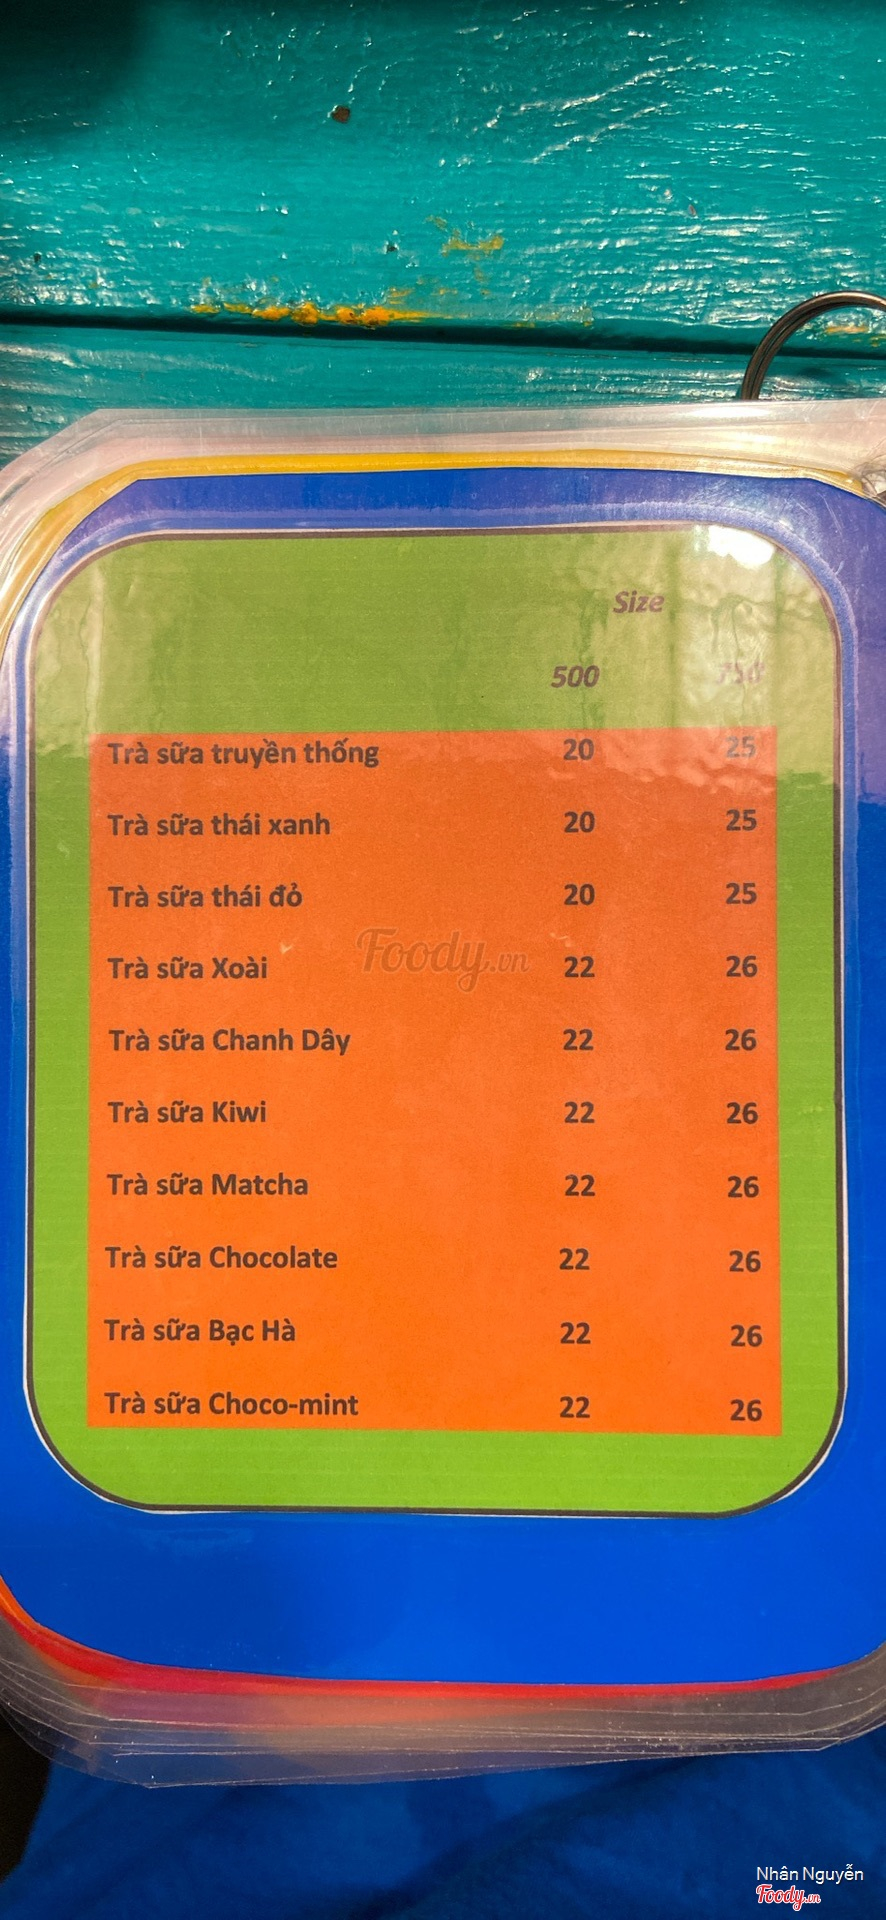 Size
500 750
Trà sữa truyền thống 20 25
Trà sữa thái xanh 20 25
Trà sữa thái đỏ 20 25
Trà sữa Xoài 22 26
Trà sữa Chanh Dây 22 26
Trà sữa Kiwi 22 26
Trà sữa Matcha 22 26
Trà sữa Chocolate 22 26
Trà sữa Bạc Hà 22 26
Trà sữa Choco-mint 22 26
Foody.vn
Nhân Nguyễn
Foody.vn